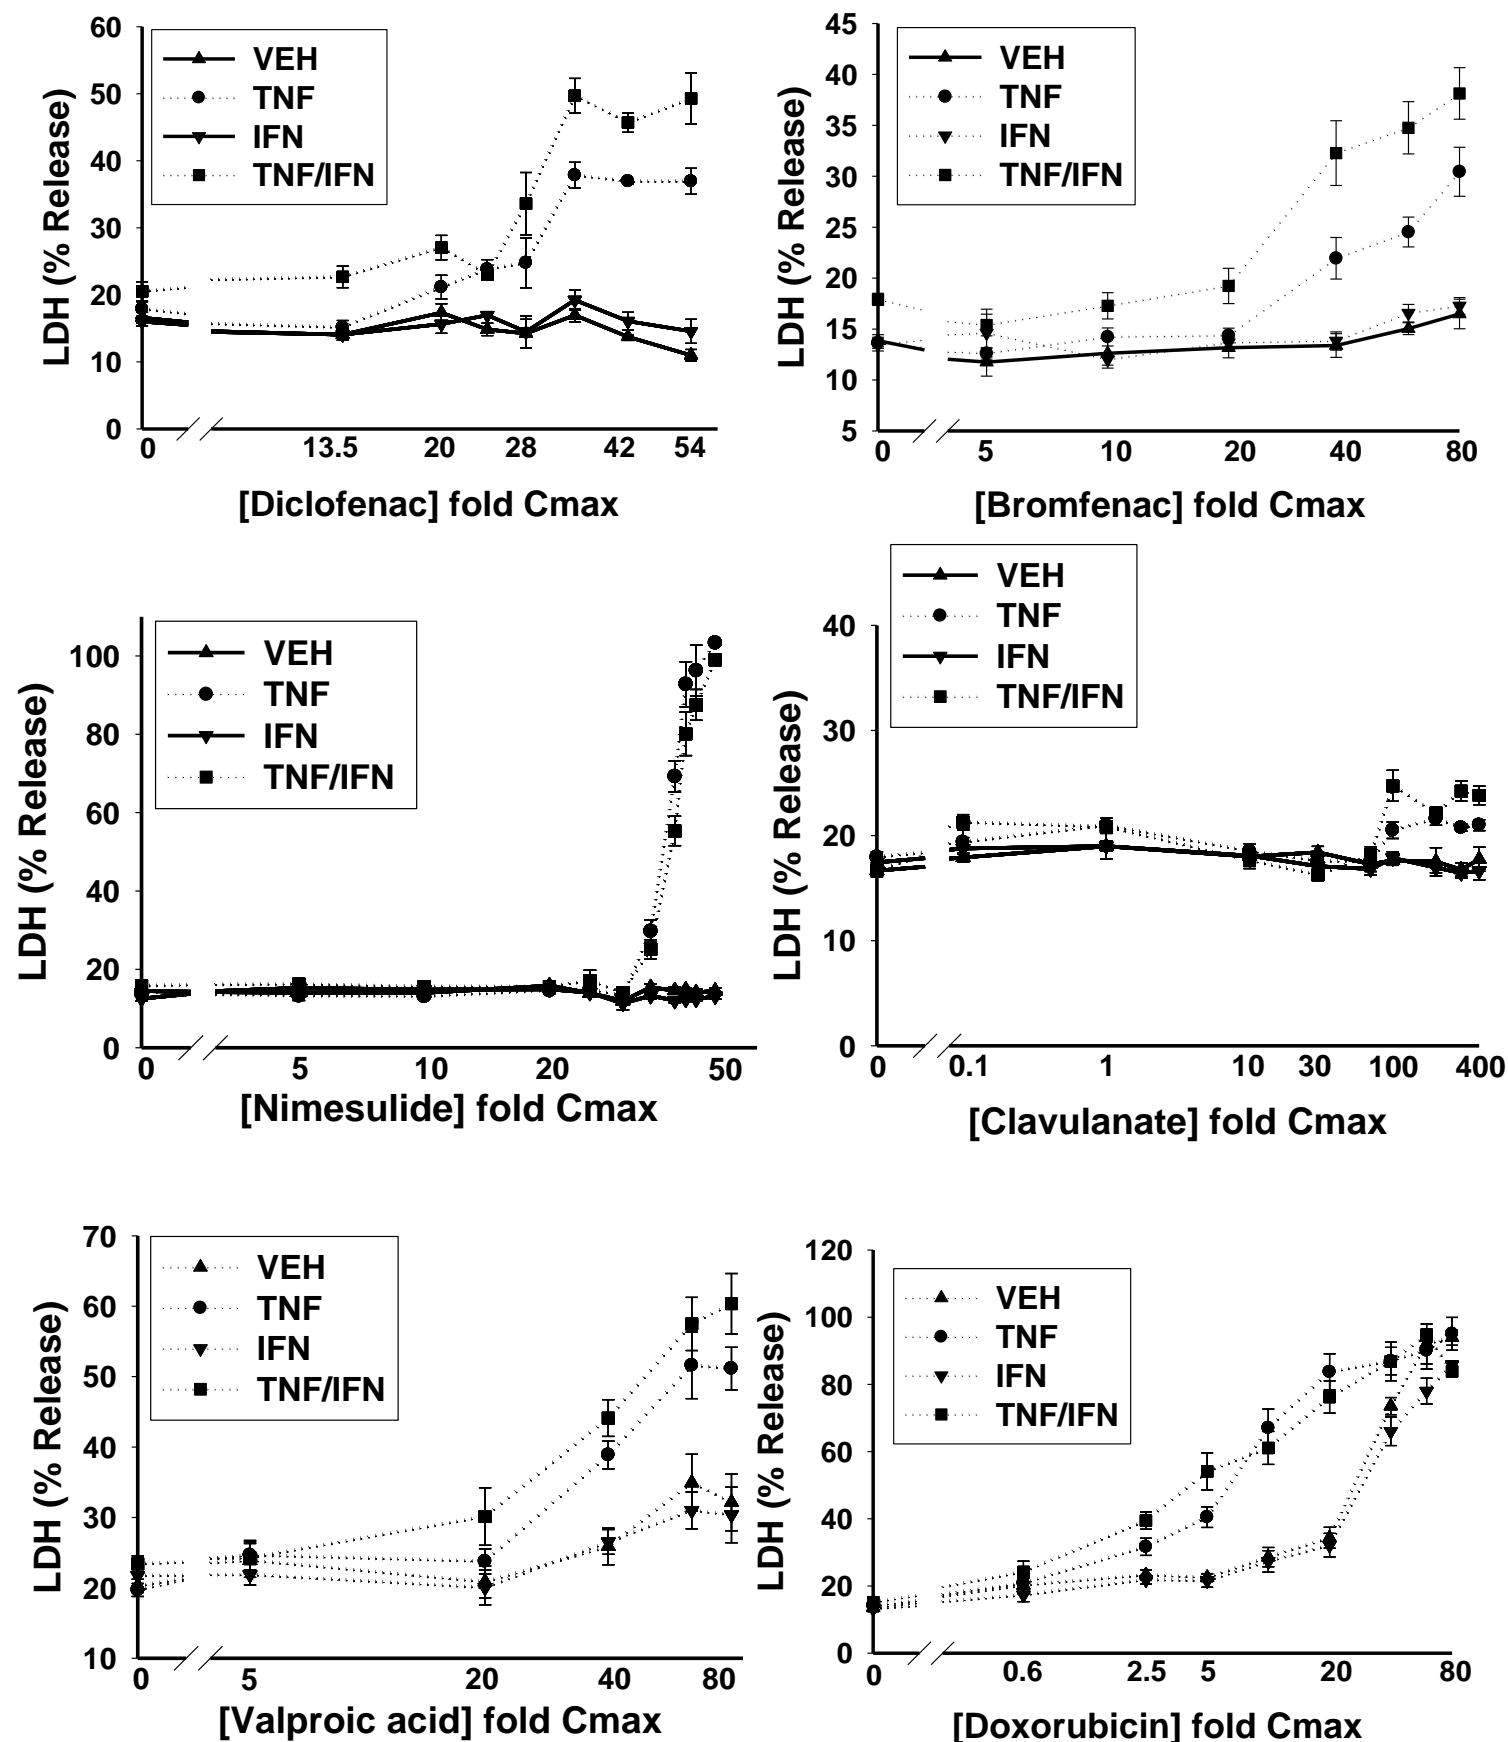 60
50
40
30
20
10
0
LDH (% Release)
VEH
TNF
IFN
TNF/IFN
0 13.5 20 28 42 54
[Diclofenac] fold Cmax
45
40
35
30
25
20
15
10
5
LDH (% Release)
VEH
TNF
IFN
TNF/IFN
0 5 10 20 40 80
[Bromfenac] fold Cmax
100
80
60
40
20
0
LDH (% Release)
VEH
TNF
IFN
TNF/IFN
0 5 10 20 50
[Nimesulide] fold Cmax
40
30
20
10
0
LDH (% Release)
VEH
TNF
IFN
TNF/IFN
0 0.1 1 10 30 100 400
[Clavulanate] fold Cmax
70
60
50
40
30
20
10
LDH (% Release)
VEH
TNF
IFN
TNF/IFN
0 5 20 40 80
[Valproic acid] fold Cmax
120
100
80
60
40
20
0
LDH (% Release)
VEH
TNF
IFN
TNF/IFN
0 0.6 2.5 5 20 80
[Doxorubicin] fold Cmax